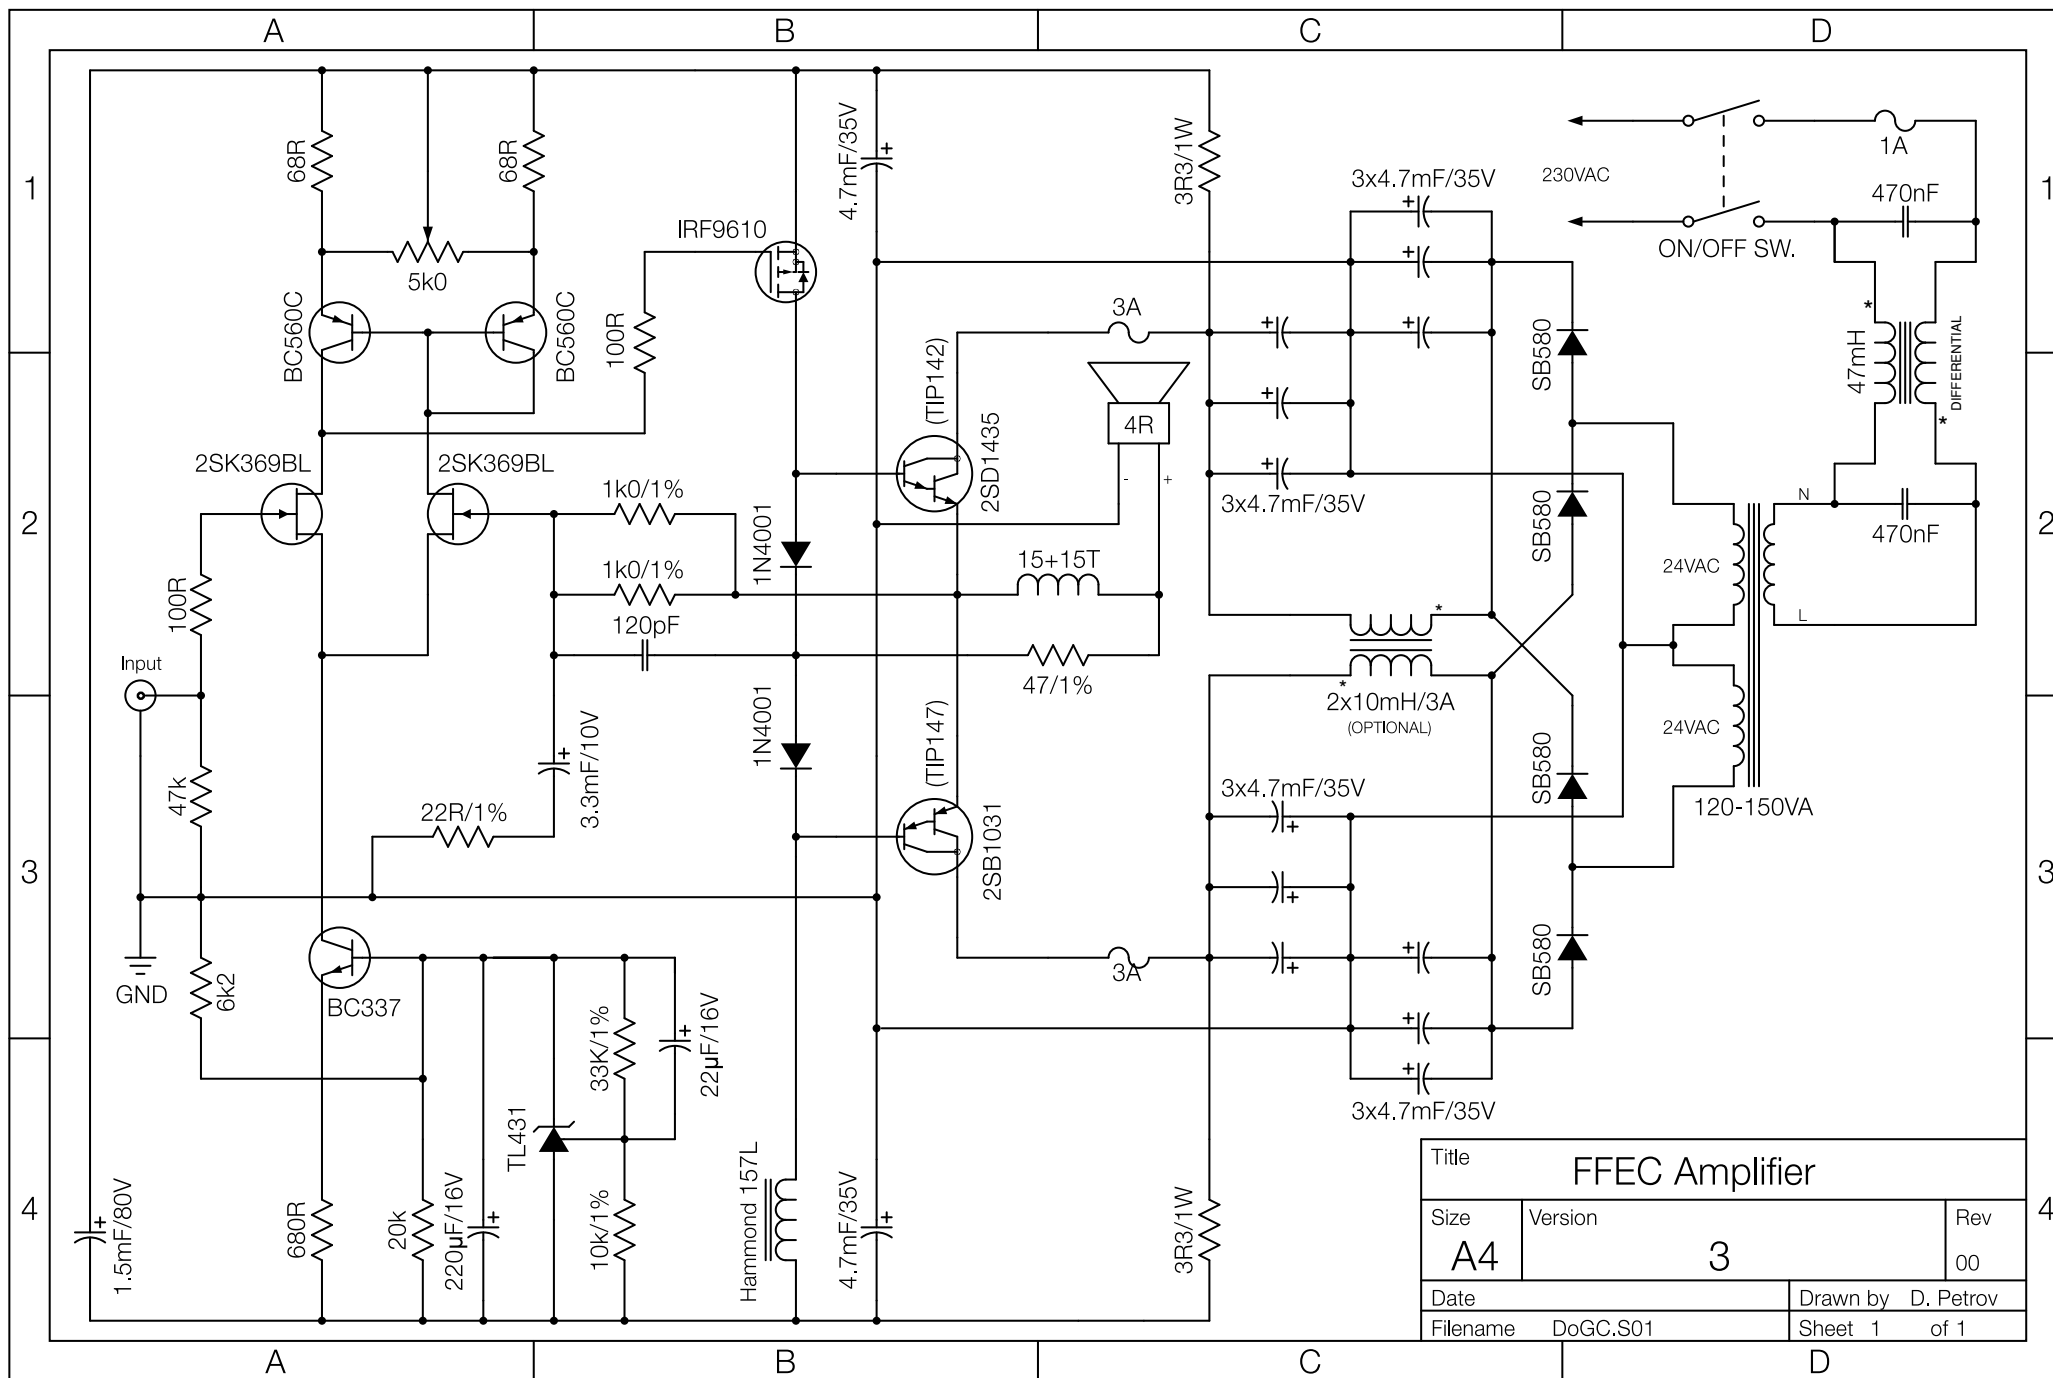 A
B
C
D
1
2
3
4
1
2
3
4
A
B
C
D
68R
68R
5k0
BC560C
BC560C
IRF9610
100R
4.7mF/35V
3R3/1W
3x4.7mF/35V
230VAC
1A
470nF
ON/OFF SW.
*
47mH
DIFFERENTIAL
*
3A
SB580
(TIP142)
2SD1435
4R
-
+
3x4.7mF/35V
SB580
2SK369BL
2SK369BL
1k0/1%
1k0/1%
1N4001
15+15T
24VAC
N
470nF
L
100R
120pF
Input
47/1%
*
*
2x10mH/3A
(OPTIONAL)
24VAC
120-150VA
47k
22R/1%
3.3mF/10V
1N4001
(TIP147)
2SB1031
3x4.7mF/35V
SB580
SB580
3A
GND
6k2
BC337
33K/1%
22µF/16V
TL431
3x4.7mF/35V
1.5mF/80V
680R
20k
220µF/16V
10k/1%
Hammond 157L
4.7mF/35V
3R3/1W
Title
FFEC Amplifier
Size
A4
Version
3
Rev
00
Date
Drawn by D. Petrov
Filename DoGC.S01
Sheet 1 of 1